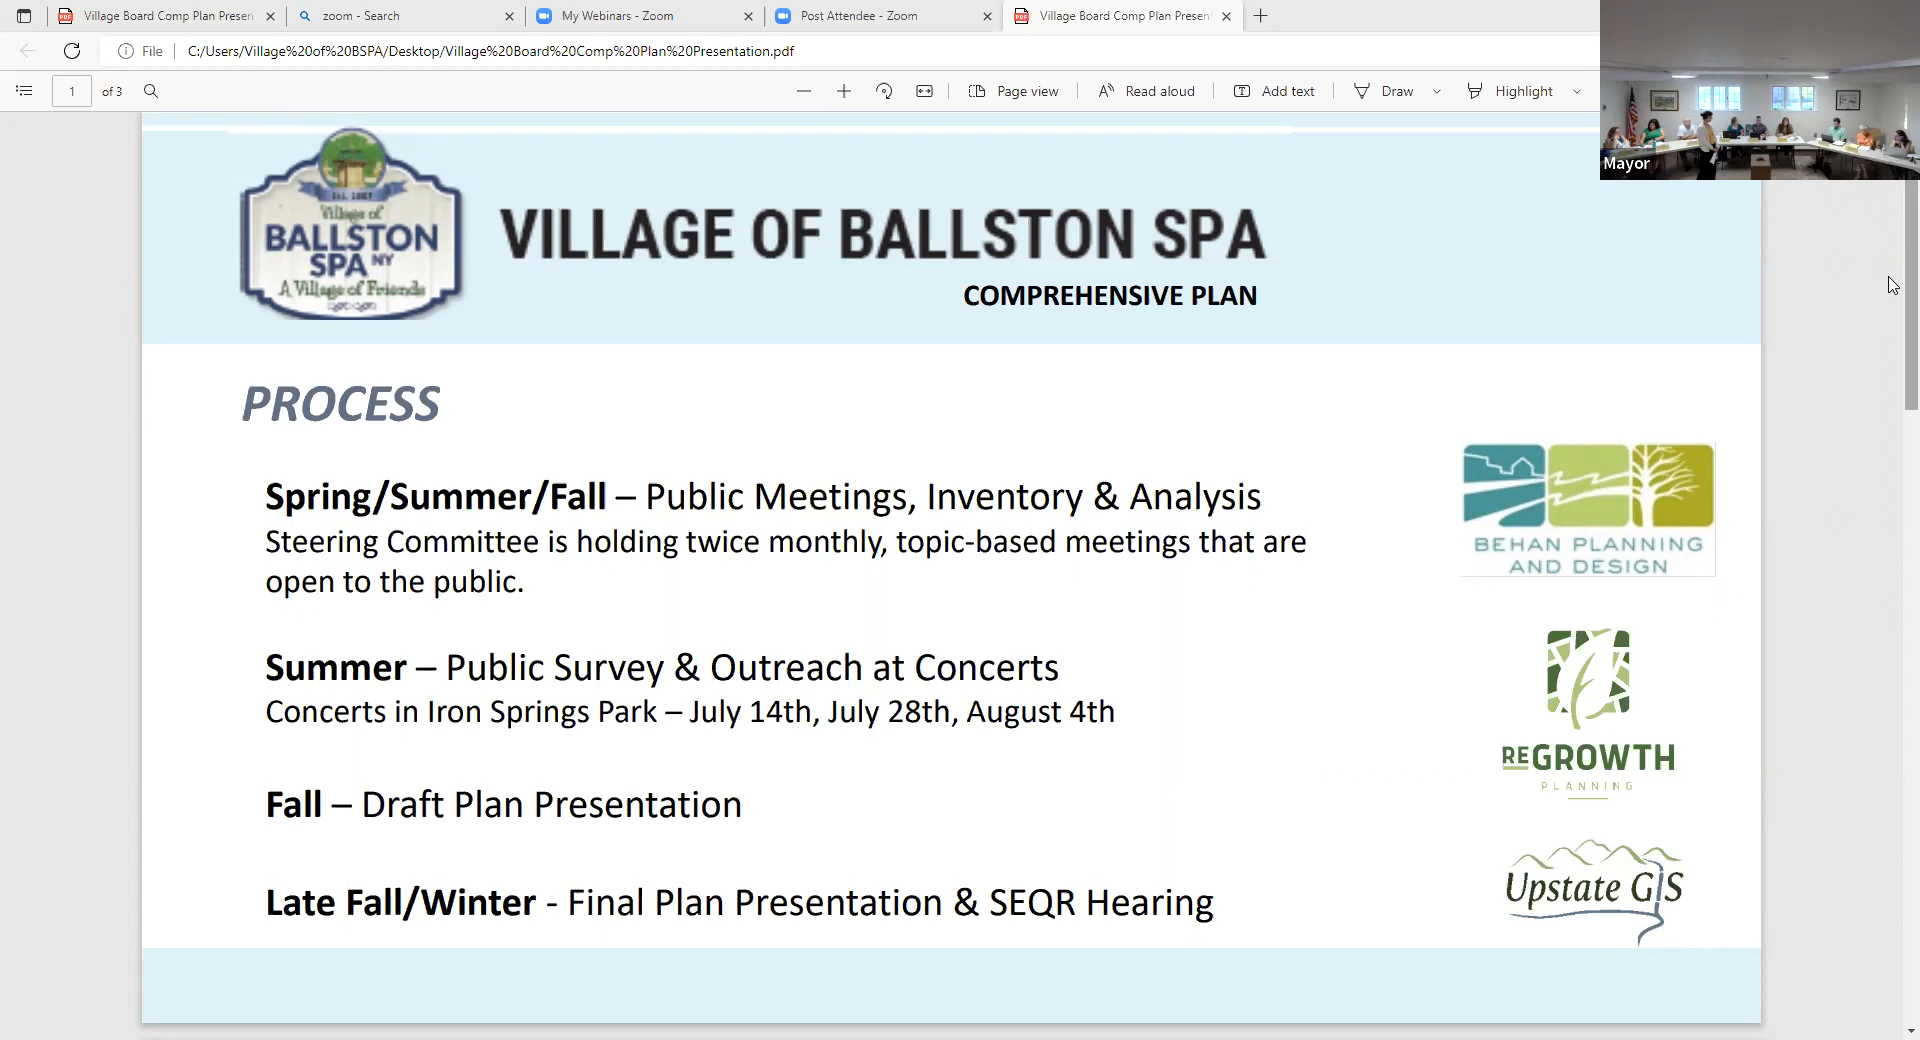 Village Board Comp Plan Presen
zoom - Search
My Webinars - Zoom
Post Attendee - Zoom
Village Board Comp Plan Presen
File
C:/Users/Village%20of%20BSPA/Desktop/Village%20Board%20Comp%20Plan%20Presentation.pdf
1 of 3
Page view
Read aloud
Add text
Draw
Highlight
Mayor
Village of
BALLSTON
SPA NY
A Village of Friends
VILLAGE OF BALLSTON SPA
COMPREHENSIVE PLAN
PROCESS
Spring/Summer/Fall – Public Meetings, Inventory & Analysis
Steering Committee is holding twice monthly, topic-based meetings that are
open to the public.
Summer – Public Survey & Outreach at Concerts
Concerts in Iron Springs Park – July 14th, July 28th, August 4th
Fall – Draft Plan Presentation
Late Fall/Winter - Final Plan Presentation & SEQR Hearing
BEHAN PLANNING
AND DESIGN
REGROWTH
PLANNING
Upstate GIS